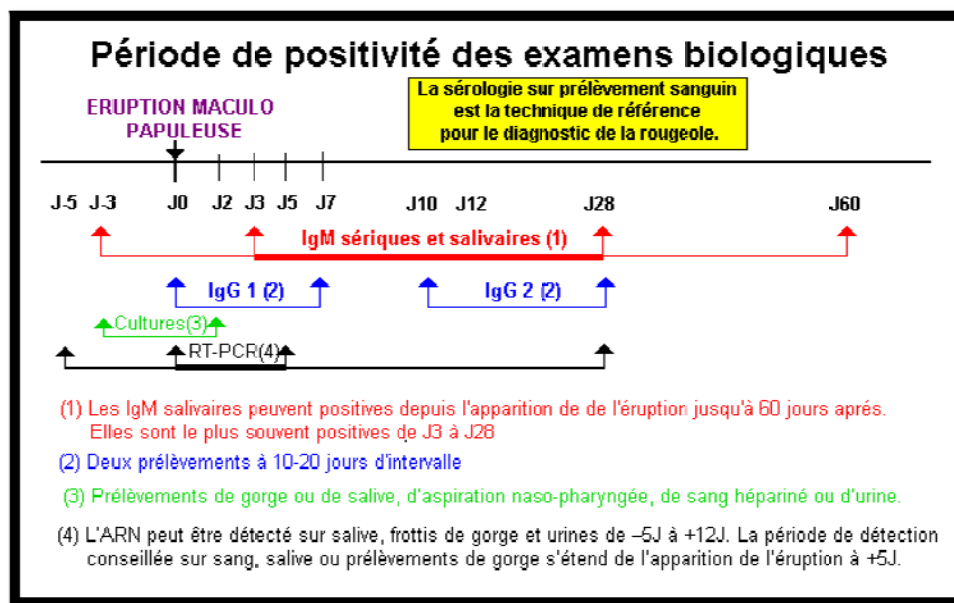 Période de positivité des examens biologiques
La sérologie sur prélèvement sanguin
est la technique de référence
pour le diagnostic de la rougeole.
ERUPTION MACULO
PAPULEUSE
J-5 J-3 J0 J2 J3 J5 J7 J10 J12 J28 J60
IgM sériques et salivaires (1)
IgG 1 (2) IgG 2 (2)
Cultures(3)
RT-PCR(4)
(1) Les IgM salivaires peuvent positives depuis l'apparition de de l'éruption jusqu'à 60 jours aprés.
Elles sont le plus souvent positives de J3 à J28
(2) Deux prélèvements à 10-20 jours d'intervalle
(3) Prélèvements de gorge ou de salive, d'aspiration naso-pharyngée, de sang hépariné ou d'urine.
(4) L'ARN peut être détecté sur salive, frottis de gorge et urines de –5J à +12J. La période de détection
conseillée sur sang, salive ou prélèvements de gorge s'étend de l'apparition de l'éruption à +5J.